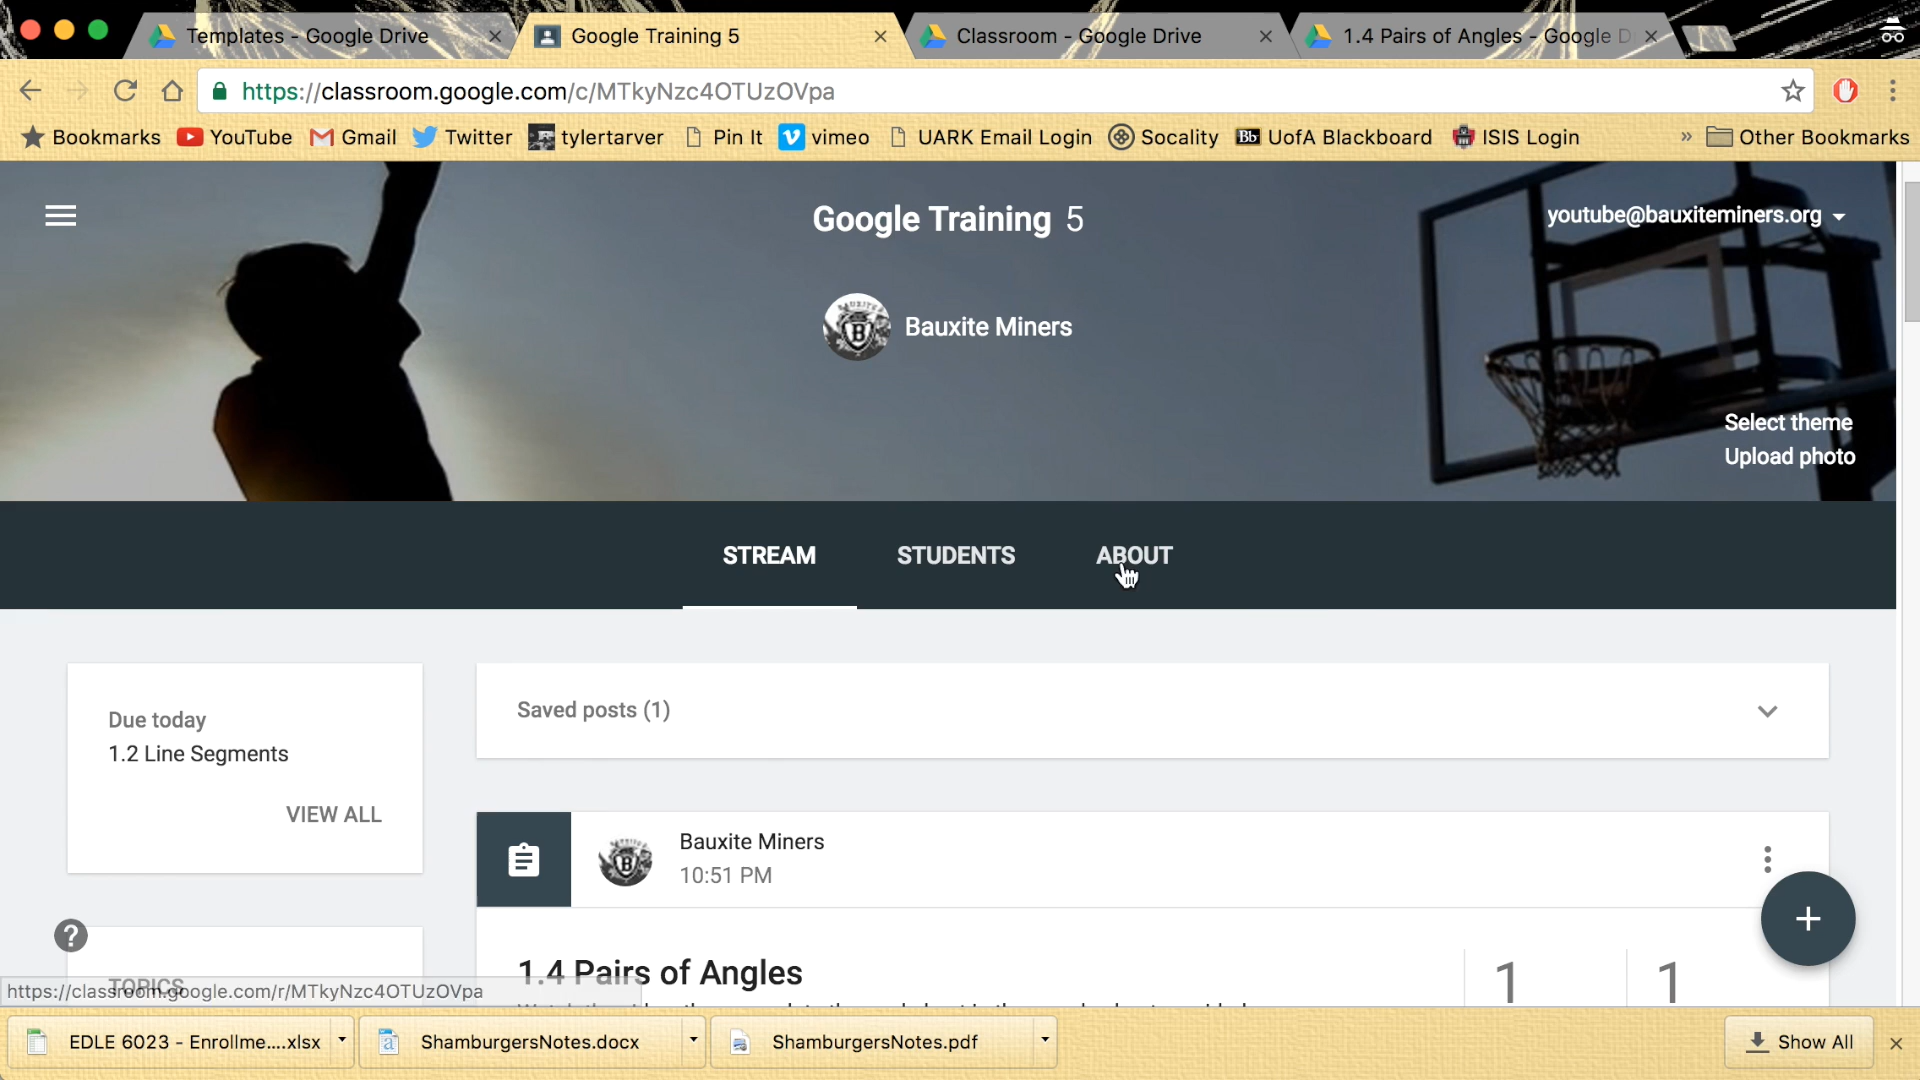 Templates - Google Drive
Google Training 5
Classroom - Google Drive
1.4 Pairs of Angles - Google D
https://classroom.google.com/c/MTkyNzc4OTUzOVpa
Bookmarks YouTube Gmail Twitter tylertarver Pin It vimeo UARK Email Login Socality Bb UofA Blackboard ISIS Login » Other Bookmarks
Google Training 5
youtube@bauxiteminers.org
B
Bauxite Miners
Select theme
Upload photo
STREAM STUDENTS ABOUT
Due today
1.2 Line Segments
VIEW ALL
Saved posts (1)
B
Bauxite Miners
10:51 PM
?
+
TOPICS
1.4 Pairs of Angles
1 1
https://classroom.google.com/r/MTkyNzc4OTUzOVpa
EDLE 6023 - Enrollme....xlsx
ShamburgersNotes.docx
ShamburgersNotes.pdf
Show All